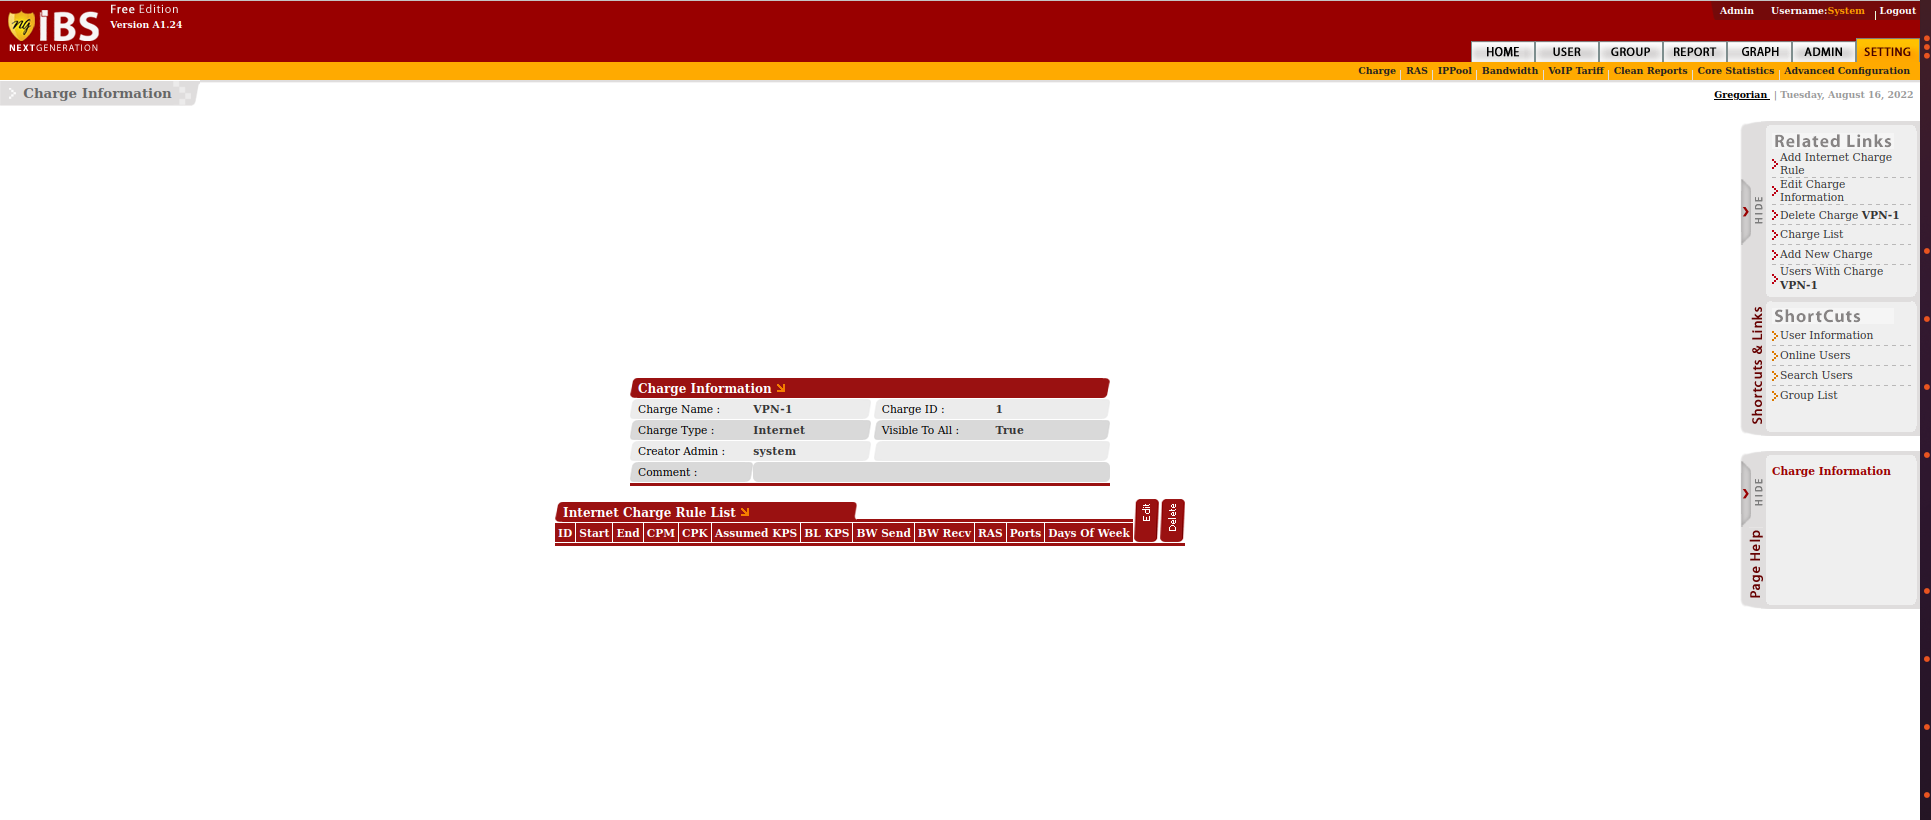 ng iBS
NEXTGENERATION
Free Edition
Version A1.24
Admin Username:System Logout
HOME USER GROUP REPORT GRAPH ADMIN SETTING
Charge RAS IPPool Bandwidth VoIP Tariff Clean Reports Core Statistics Advanced Configuration
Charge Information
Gregorian | Tuesday, August 16, 2022
Related Links
Add Internet Charge
Rule
Edit Charge
Information
Delete Charge VPN-1
Charge List
Add New Charge
Users With Charge
VPN-1
HIDE
Shortcuts & Links
ShortCuts
User Information
Online Users
Search Users
Group List
Charge Information
Charge Name : VPN-1 Charge ID : 1
Charge Type : Internet Visible To All : True
Creator Admin : system
Comment :
Internet Charge Rule List
Edit
Delete
ID Start End CPM CPK Assumed KPS BL KPS BW Send BW Recv RAS Ports Days Of Week
Charge Information
HIDE
Page Help